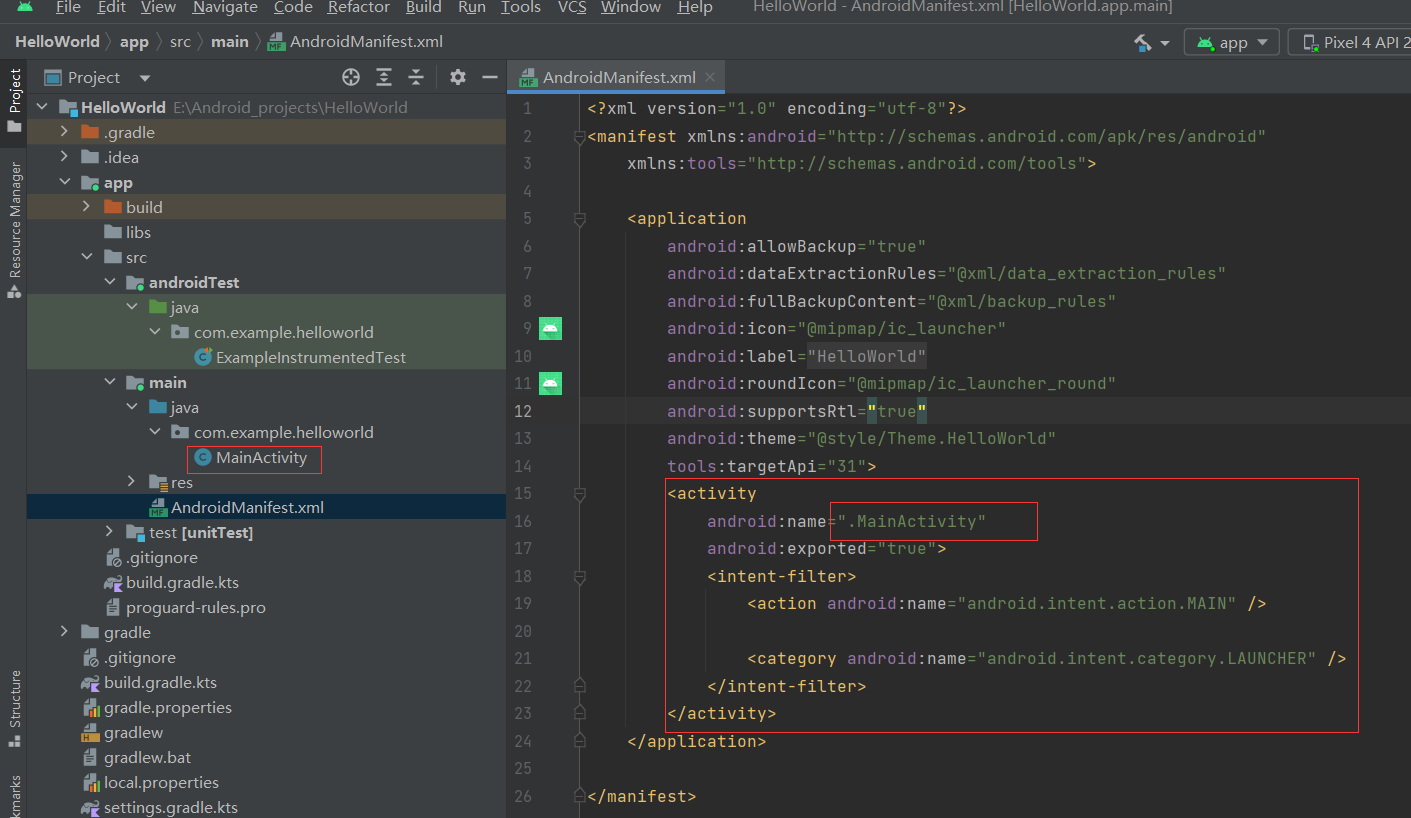 File Edit View Navigate Code Refactor Build Run Tools VCS Window Help HelloWorld - AndroidManifest.xml [HelloWorld.app.main]
HelloWorld app src main AndroidManifest.xml app Pixel 4 API 2
Project
Project
AndroidManifest.xml
HelloWorld E:\Android_projects\HelloWorld
.gradle
.idea
app
build
libs
src
androidTest
java
com.example.helloworld
ExampleInstrumentedTest
main
java
com.example.helloworld
MainActivity
res
AndroidManifest.xml
test [unitTest]
.gitignore
build.gradle.kts
proguard-rules.pro
gradle
.gitignore
build.gradle.kts
gradle.properties
gradlew
gradlew.bat
local.properties
settings.gradle.kts
Resource Manager
Structure
kmarks
1 <?xml version="1.0" encoding="utf-8"?>
2 <manifest xmlns:android="http://schemas.android.com/apk/res/android"
3 xmlns:tools="http://schemas.android.com/tools">
4
5 <application
6 android:allowBackup="true"
7 android:dataExtractionRules="@xml/data_extraction_rules"
8 android:fullBackupContent="@xml/backup_rules"
9 android:icon="@mipmap/ic_launcher"
10 android:label="HelloWorld"
11 android:roundIcon="@mipmap/ic_launcher_round"
12 android:supportsRtl="true"
13 android:theme="@style/Theme.HelloWorld"
14 tools:targetApi="31">
15 <activity
16 android:name=".MainActivity"
17 android:exported="true">
18 <intent-filter>
19 <action android:name="android.intent.action.MAIN" />
20
21 <category android:name="android.intent.category.LAUNCHER" />
22 </intent-filter>
23 </activity>
24 </application>
25
26 </manifest>